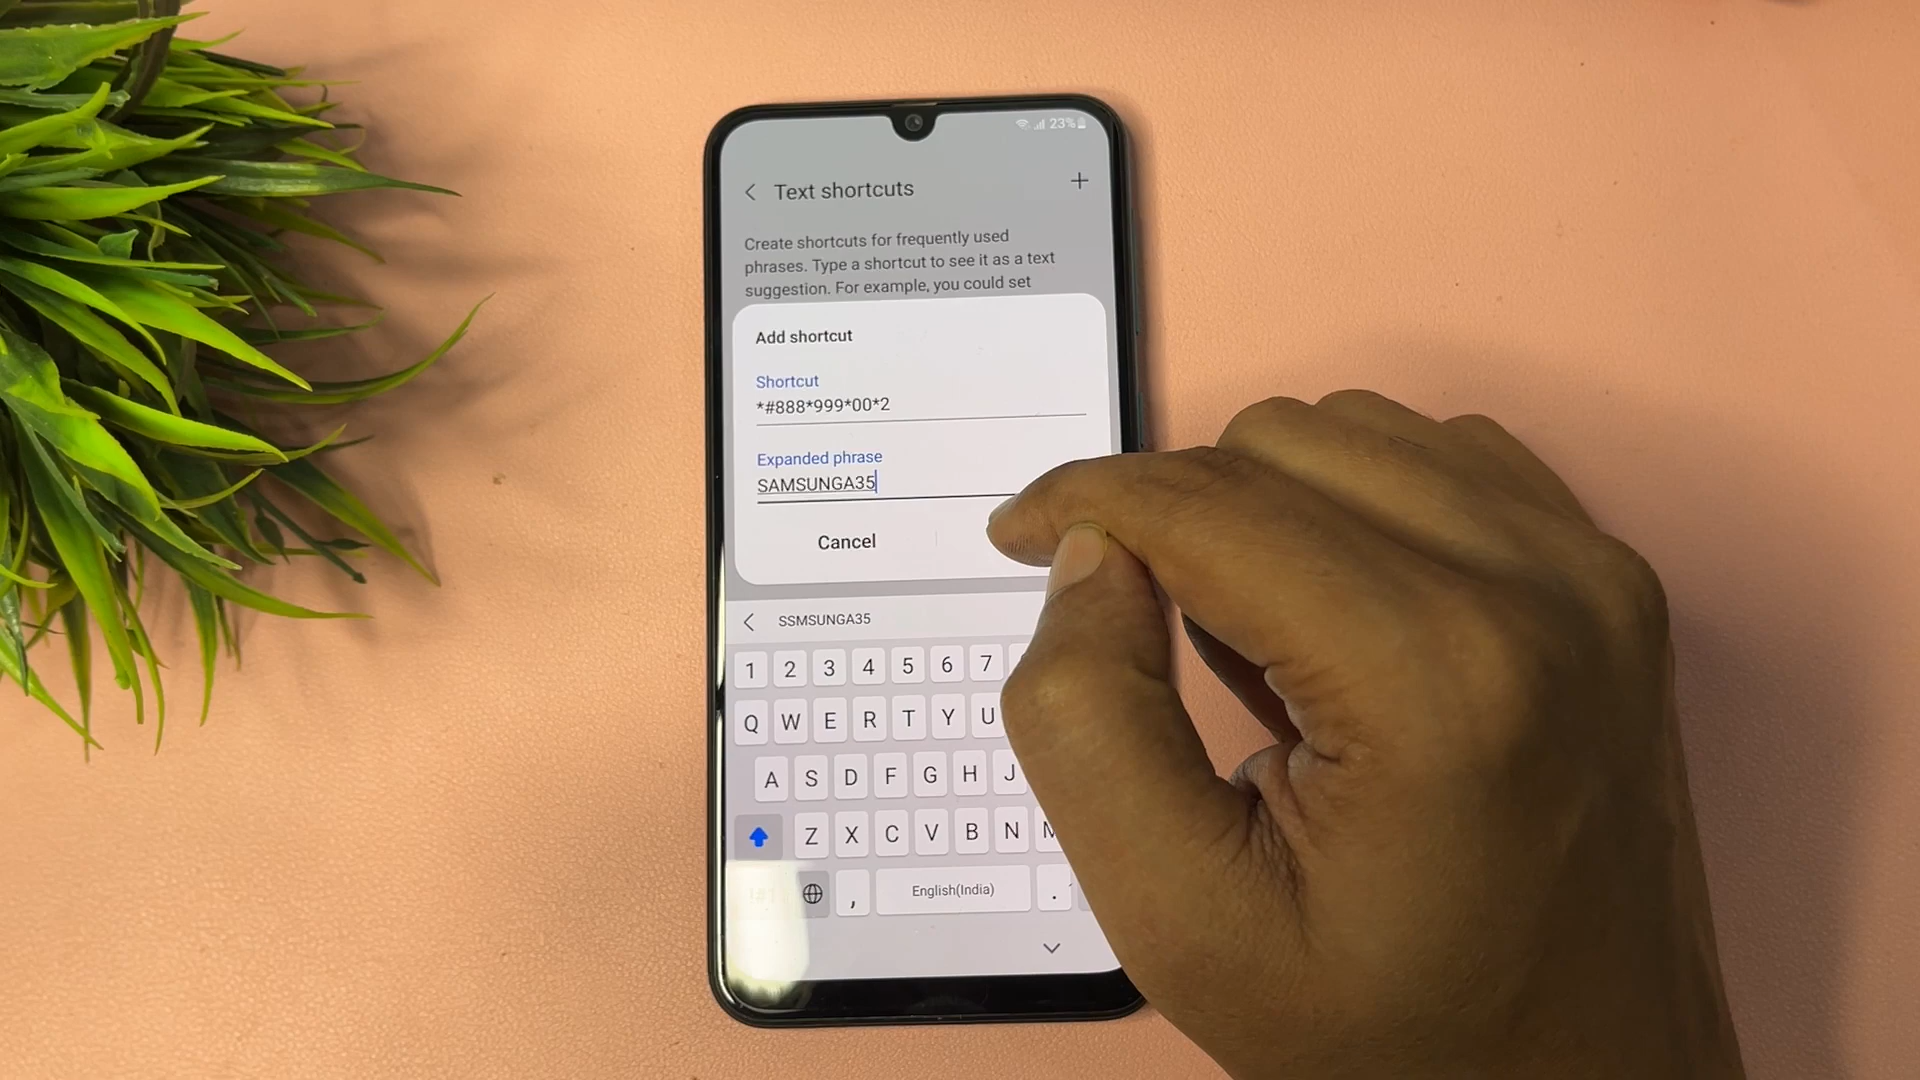 23%
Text shortcuts
+
Create shortcuts for frequently used
phrases. Type a shortcut to see it as a text
suggestion. For example, you could set
Add shortcut
Shortcut
*#888*999*00*2
Expanded phrase
SAMSUNGA35
Cancel
SSMSUNGA35
1 2 3 4 5 6 7
Q W E R T Y U
A S D F G H J
Z X C V B N M
!#1 , English(India) .